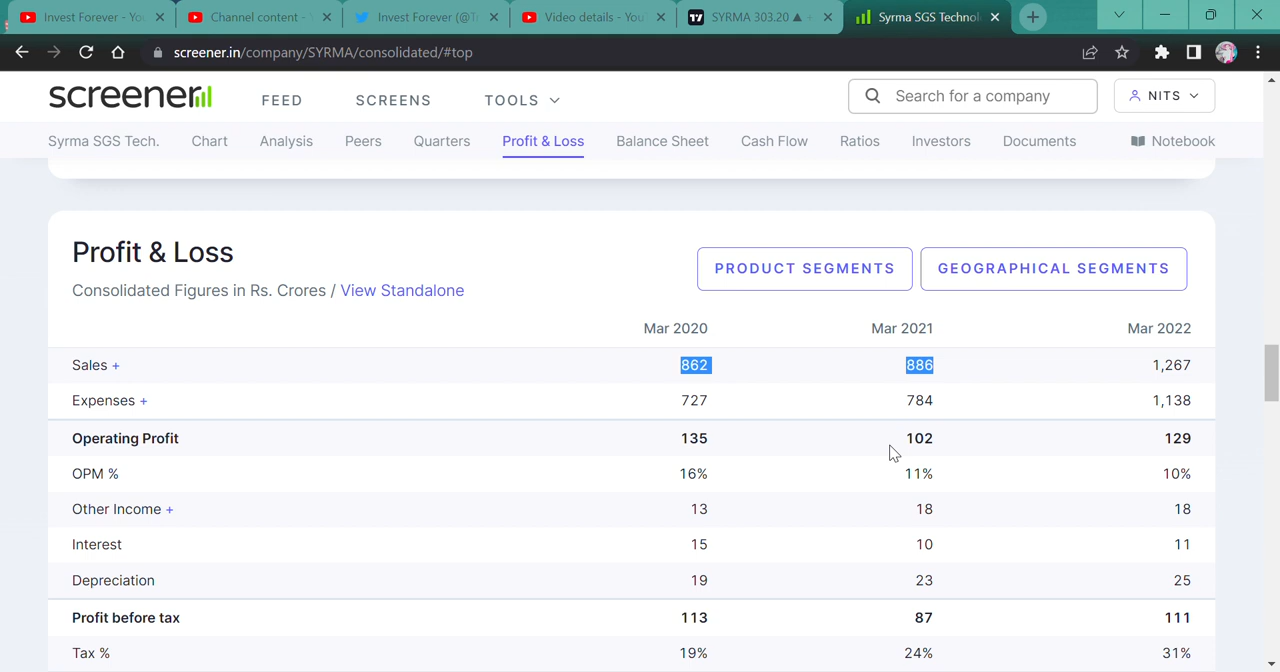 Invest Forever - Yo
Channel content -
Invest Forever (@T
Video details - You
SYRMA 303.20 ▲
Syrma SGS Technol
screener.in/company/SYRMA/consolidated/#top
screener
FEED
SCREENS
TOOLS
Search for a company
NITS
Syrma SGS Tech.
Chart
Analysis
Peers
Quarters
Profit & Loss
Balance Sheet
Cash Flow
Ratios
Investors
Documents
Notebook
Profit & Loss
PRODUCT SEGMENTS
GEOGRAPHICAL SEGMENTS
Consolidated Figures in Rs. Crores / View Standalone
Mar 2020 Mar 2021 Mar 2022
Sales + 862 886 1,267
Expenses + 727 784 1,138
Operating Profit 135 102 129
OPM % 16% 11% 10%
Other Income + 13 18 18
Interest 15 10 11
Depreciation 19 23 25
Profit before tax 113 87 111
Tax % 19% 24% 31%